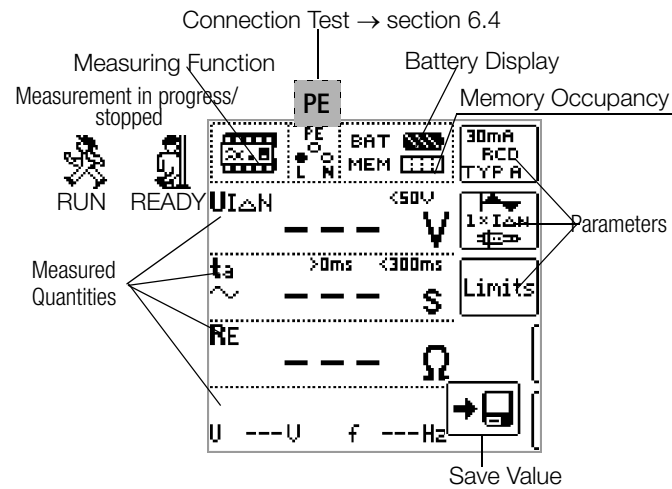 Connection Test → section 6.4
Measuring Function
Battery Display
Measurement in progress/
stopped
Memory Occupancy
PE
RUN
READY
PE
L N
BAT
MEM
30mA
RCD
TYP A
UI△N
<50V
--- V
1×I△N
Parameters
Measured
Quantities
ta
>0ms <300ms
~ --- s
Limits
RE
--- Ω
U ---V f ---Hz
Save Value